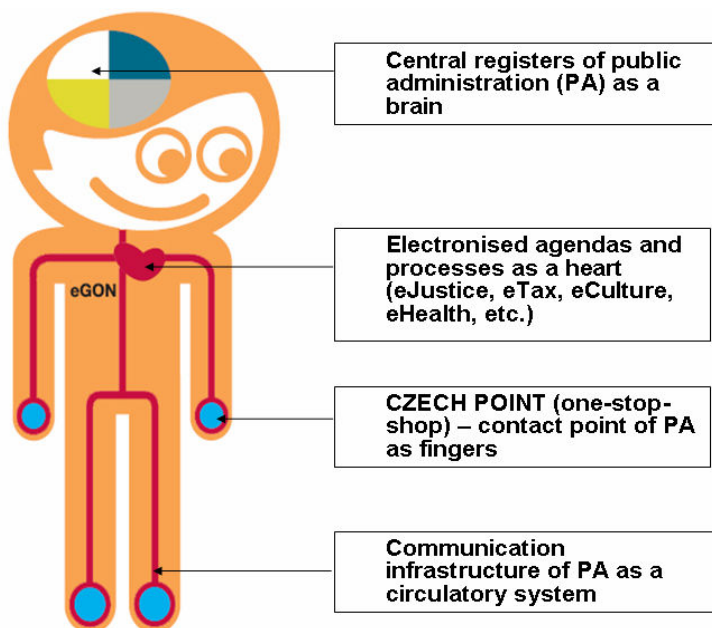 Central registers of public
administration (PA) as a
brain
Electronised agendas and
processes as a heart
(eJustice, eTax, eCulture,
eHealth, etc.)
eGON
CZECH POINT (one-stop-
shop) – contact point of PA
as fingers
Communication
infrastructure of PA as a
circulatory system